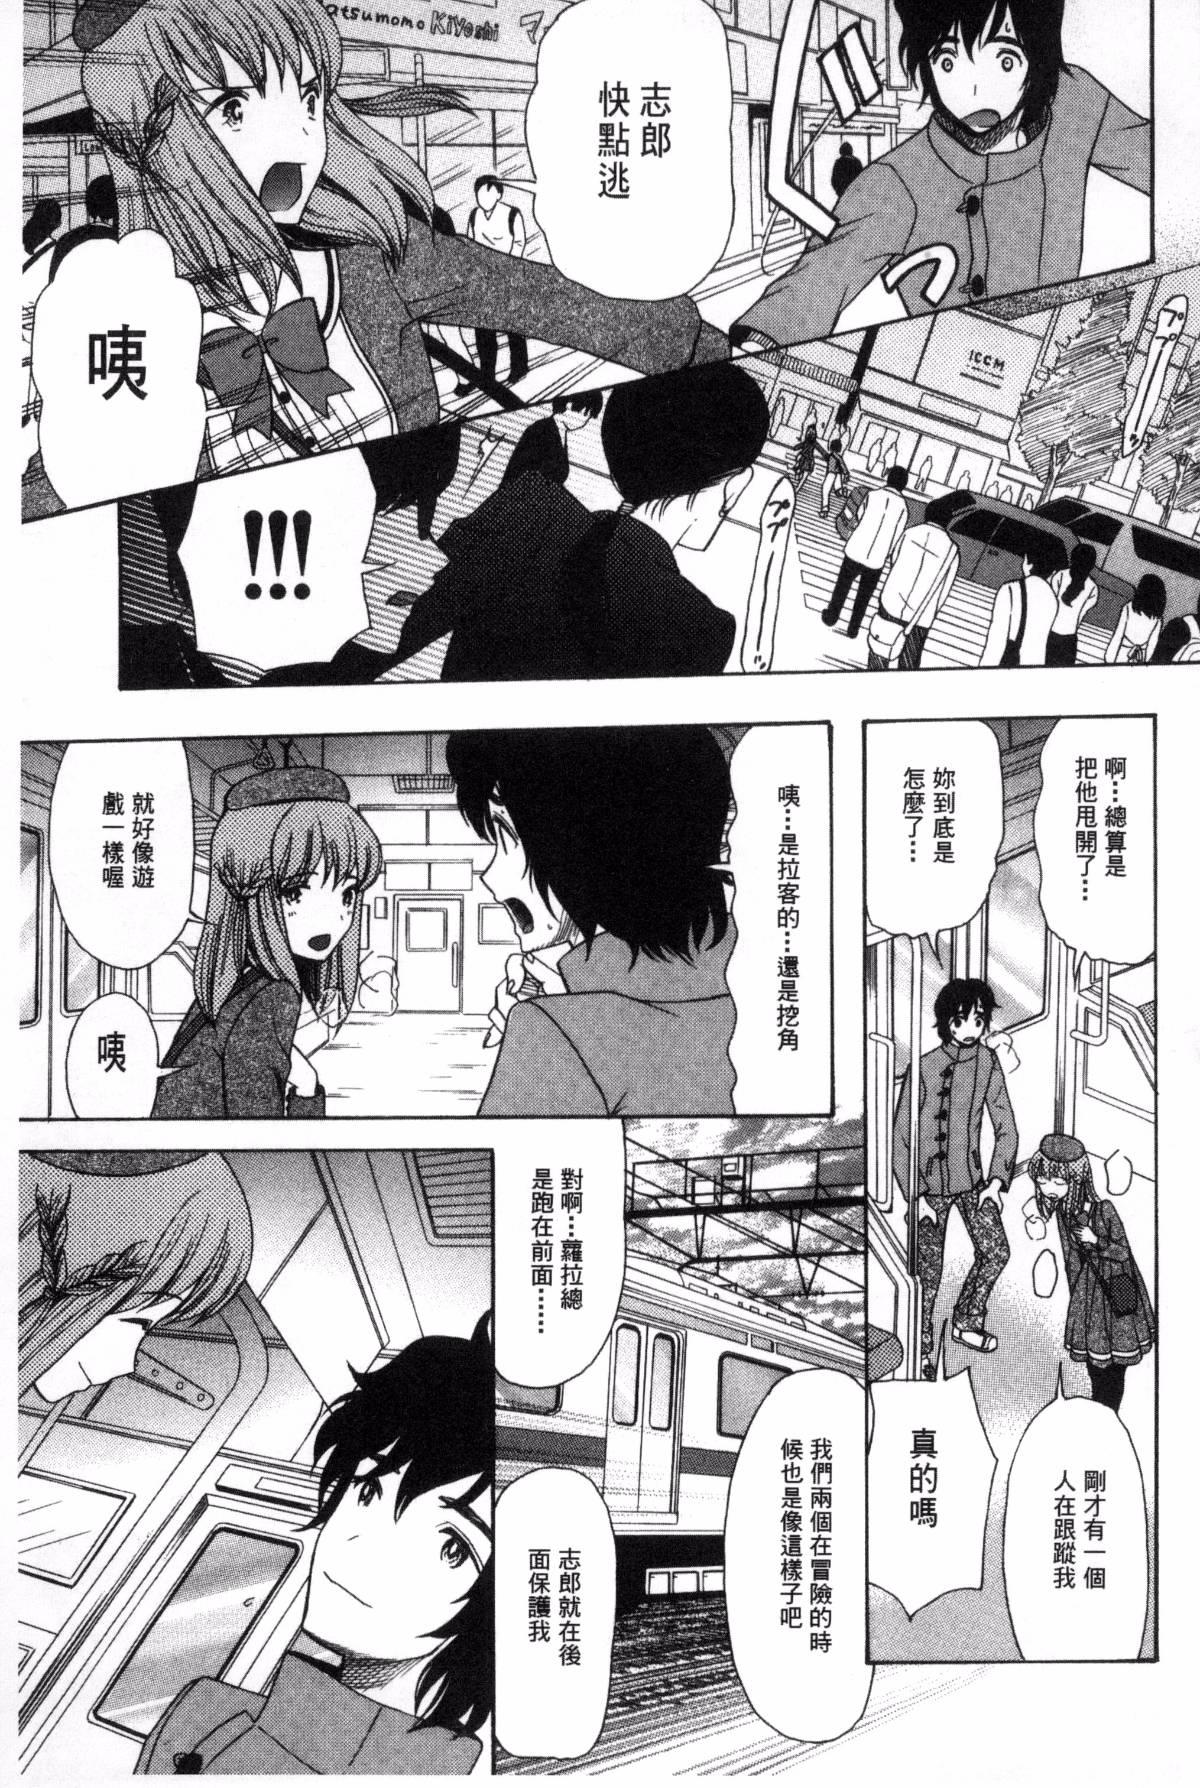 atsumomo Kiyoshi マ
志郎
快點逃
咦
ICCM
!!!
啊…總算是
把他甩開了…
妳到底是
怎麼了…
剛才有一個
人在跟蹤我
真的嗎
咦…是拉客的…還是挖角
就好像遊
戲一樣喔
咦
我們兩個在冒險的時
候也是像這樣子吧
對啊…蘿拉總
是跑在前面……
志郎就在後
面保護我